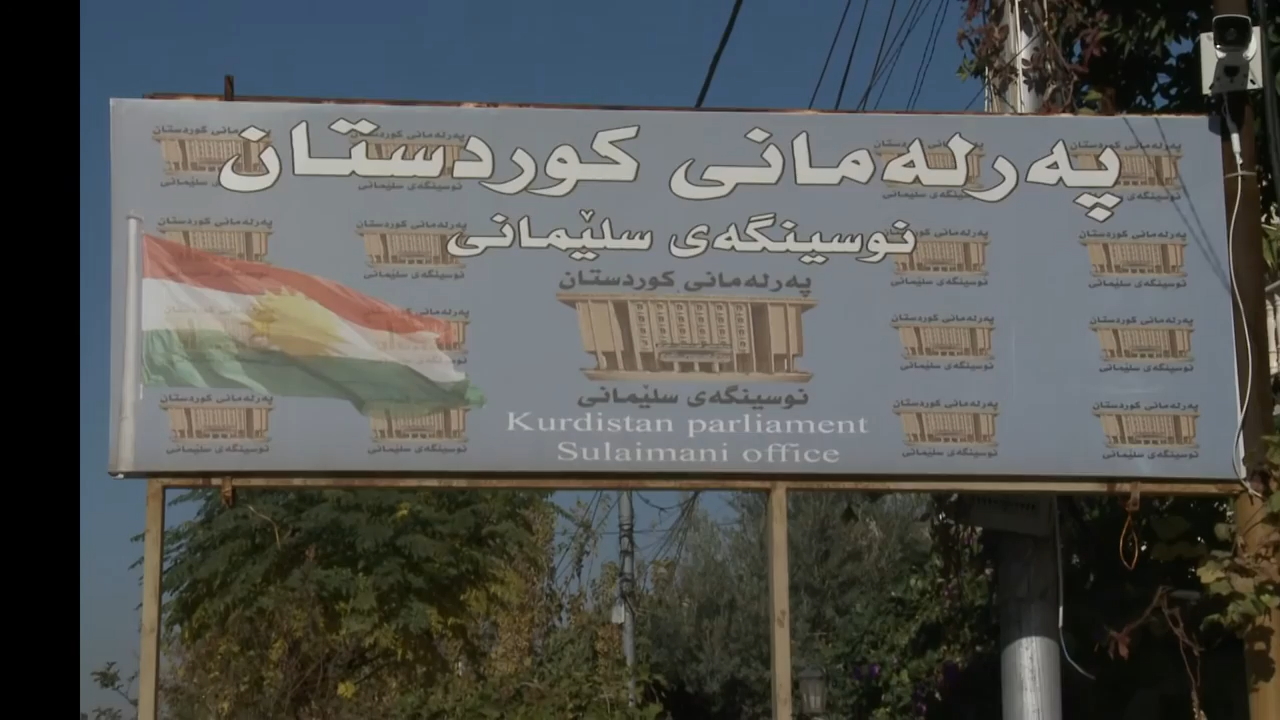 پەرلەمانی کوردستان
نوسینگەی سلێمانی
پەرلەمانی کوردستان
نوسینگەی سلێمانی
Kurdistan parliament
Sulaimani office